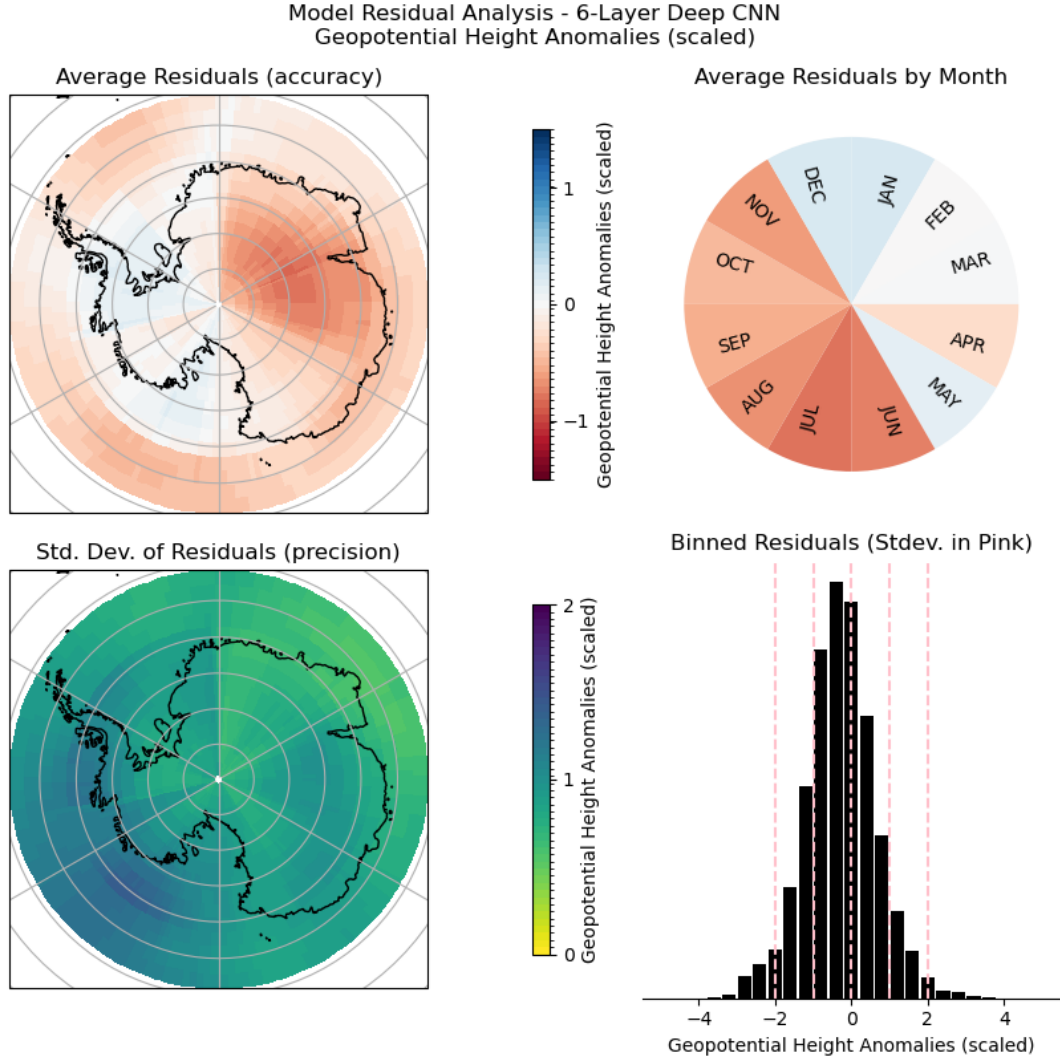 Model Residual Analysis - 6-Layer Deep CNN
Geopotential Height Anomalies (scaled)
Average Residuals (accuracy)
1
0
−1
Geopotential Height Anomalies (scaled)
Average Residuals by Month
JAN
FEB
MAR
APR
MAY
JUN
JUL
AUG
SEP
OCT
NOV
DEC
Std. Dev. of Residuals (precision)
2
1
0
Geopotential Height Anomalies (scaled)
Binned Residuals (Stdev. in Pink)
−4 −2 0 2 4
Geopotential Height Anomalies (scaled)